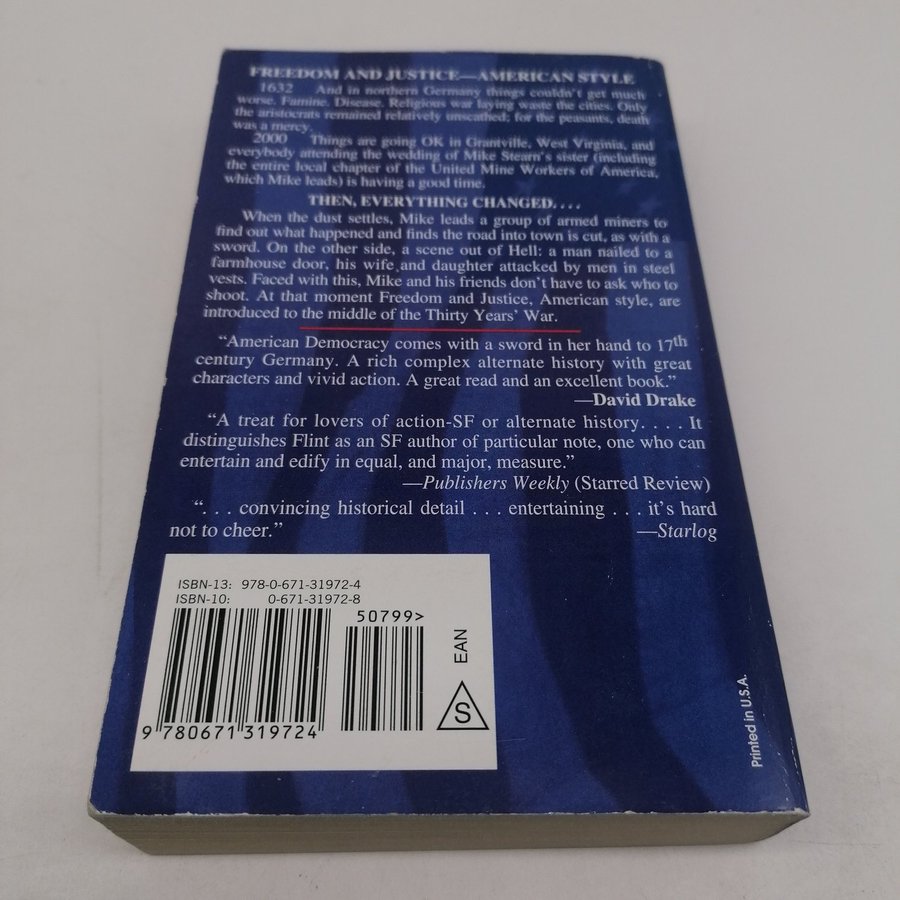 FREEDOM AND JUSTICE—AMERICAN STYLE
1632 And in northern Germany things couldn't get much
worse. Famine. Disease. Religious war laying waste the cities. Only
the aristocrats remained relatively unscathed; for the peasants, death
was a mercy.
2000 Things are going OK in Grantville, West Virginia, and
everybody attending the wedding of Mike Stearn's sister (including
the entire local chapter of the United Mine Workers of America,
which Mike leads) is having a good time.
THEN, EVERYTHING CHANGED....
When the dust settles, Mike leads a group of armed miners to
find out what happened and finds the road into town is cut, as with a
sword. On the other side, a scene out of Hell: a man nailed to a
farmhouse door, his wife and daughter attacked by men in steel
vests. Faced with this, Mike and his friends don't have to ask who to
shoot. At that moment Freedom and Justice, American style, are
introduced to the middle of the Thirty Years' War.
“American Democracy comes with a sword in her hand to 17th
century Germany. A rich complex alternate history with great
characters and vivid action. A great read and an excellent book.”
—David Drake
“A treat for lovers of action-SF or alternate history. . . . It
distinguishes Flint as an SF author of particular note, one who can
entertain and edify in equal, and major, measure.”
—Publishers Weekly (Starred Review)
“. . . convincing historical detail . . . entertaining . . . it's hard
not to cheer.” —Starlog
ISBN-13: 978-0-671-31972-4
ISBN-10: 0-671-31972-8
50799>
EAN
S
9 780671 319724
Printed in U.S.A.